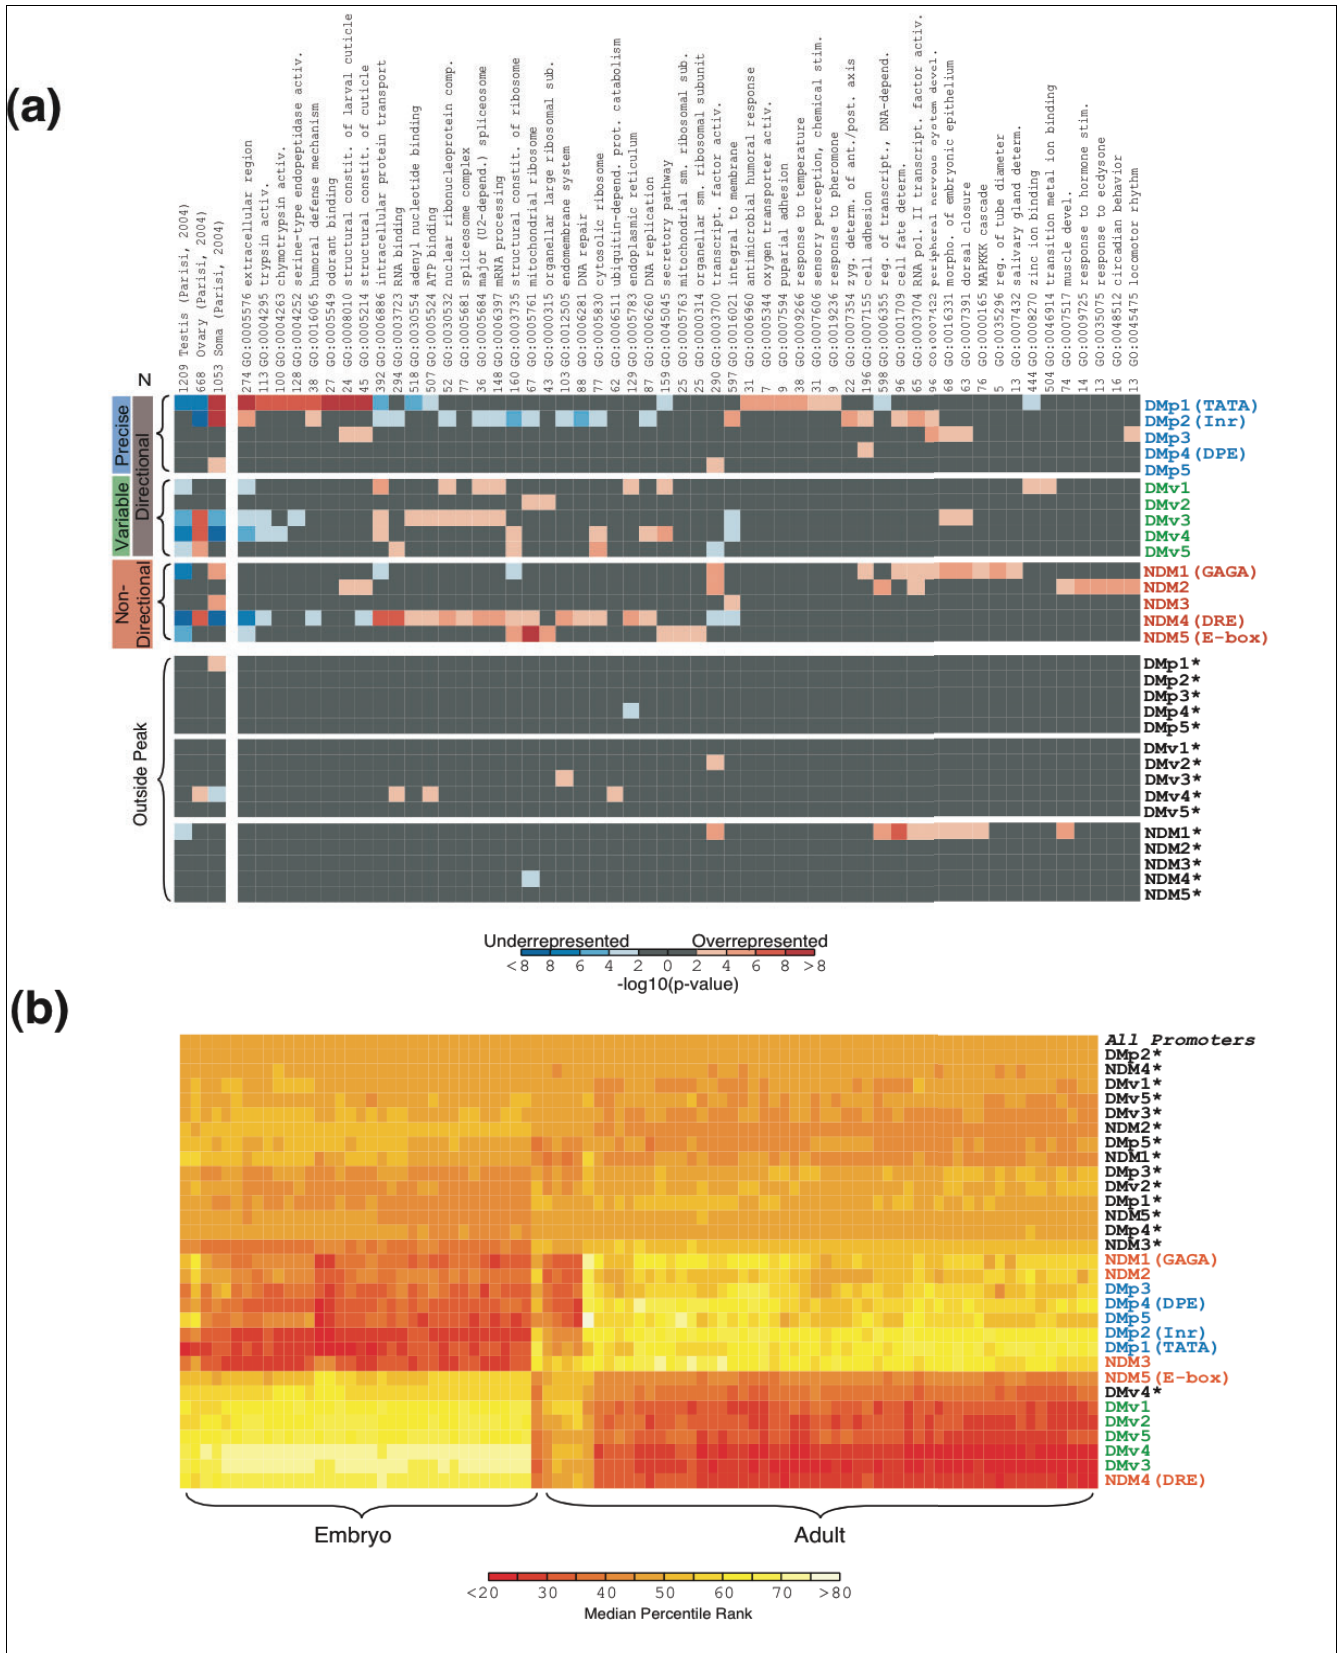 (a)
N
1209 Testis (Parisi, 2004)
668 Ovary (Parisi, 2004)
1053 Soma (Parisi, 2004)
274 GO:0005576 extracellular region
113 GO:0004295 trypsin activ.
100 GO:0004263 chymotrypsin activ.
128 GO:0004252 serine-type endopeptidase activ.
38 GO:0016065 humoral defense mechanism
27 GO:0005549 odorant binding
24 GO:0008010 structural constit. of larval cuticle
45 GO:0005214 structural constit. of cuticle
392 GO:0006886 intracellular protein transport
294 GO:0003723 RNA binding
518 GO:0030554 adenyl nucleotide binding
507 GO:0005524 ATP binding
52 GO:0030532 nuclear ribonucleoprotein comp.
77 GO:0005681 spliceosome complex
36 GO:0005684 major (U2-depend.) spliceosome
148 GO:0006397 mRNA processing
160 GO:0003735 structural constit. of ribosome
67 GO:0005761 mitochondrial ribosome
43 GO:0000315 organellar large ribosomal sub.
103 GO:0012505 endomembrane system
88 GO:0006281 DNA repair
77 GO:0005830 cytosolic ribosome
62 GO:0006511 ubiquitin-depend. prot. catabolism
129 GO:0005783 endoplasmic reticulum
87 GO:0006260 DNA replication
159 GO:0045045 secretory pathway
25 GO:0005763 mitochondrial sm. ribosomal sub.
25 GO:0000314 organellar sm. ribosomal subunit
290 GO:0003700 transcript. factor activ.
597 GO:0016021 integral to membrane
31 GO:0006960 antimicrobial humoral response
7 GO:0005344 oxygen transporter activ.
9 GO:0007594 puparial adhesion
38 GO:0009266 response to temperature
31 GO:0007606 sensory perception, chemical stim.
9 GO:0019236 response to pheromone
22 GO:0007354 zyg. determ. of ant./post. axis
196 GO:0007155 cell adhesion
598 GO:0006355 reg. of transcript., DNA-depend.
96 GO:0001709 cell fate determ.
65 GO:0003704 RNA pol. II transcript. factor activ.
96 GO:0007422 peripheral nervous system devel.
68 GO:0016331 morpho. of embryonic epithelium
63 GO:0007391 dorsal closure
76 GO:0000165 MAPKKK cascade
5 GO:0035296 reg. of tube diameter
13 GO:0007432 salivary gland determ.
444 GO:0008270 zinc ion binding
504 GO:0046914 transition metal ion binding
74 GO:0007517 muscle devel.
14 GO:0009725 response to hormone stim.
13 GO:0035075 response to ecdysone
16 GO:0048512 circadian behavior
13 GO:0045475 locomotor rhythm
Precise
Variable
Directional
Non-
Directional
Outside Peak
DMp1(TATA)
DMp2(Inr)
DMp3
DMp4(DPE)
DMp5
DMv1
DMv2
DMv3
DMv4
DMv5
NDM1(GAGA)
NDM2
NDM3
NDM4(DRE)
NDM5(E-box)
DMp1*
DMp2*
DMp3*
DMp4*
DMp5*
DMv1*
DMv2*
DMv3*
DMv4*
DMv5*
NDM1*
NDM2*
NDM3*
NDM4*
NDM5*
Underrepresented Overrepresented
<8 8 6 4 2 0 2 4 6 8 >8
-log10(p-value)
(b)
All Promoters
DMp2*
NDM4*
DMv1*
DMv5*
DMv3*
NDM2*
DMp5*
NDM1*
DMp3*
DMv2*
DMp1*
NDM5*
DMp4*
NDM3*
NDM1(GAGA)
NDM2
DMp3
DMp4(DPE)
DMp5
DMp2(Inr)
DMp1(TATA)
NDM3
NDM5(E-box)
DMv4*
DMv1
DMv2
DMv5
DMv4
DMv3
NDM4(DRE)
Embryo Adult
<20 30 40 50 60 70 >80
Median Percentile Rank